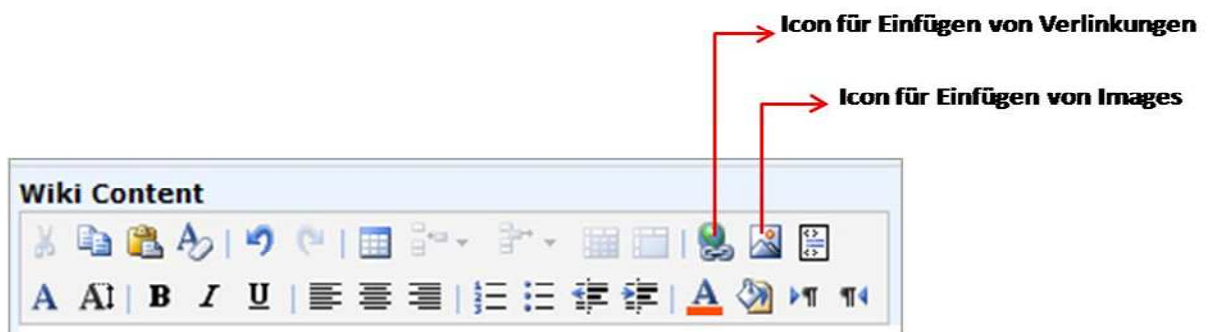 Icon für Einfügen von Verlinkungen
Icon für Einfügen von Images
Wiki Content